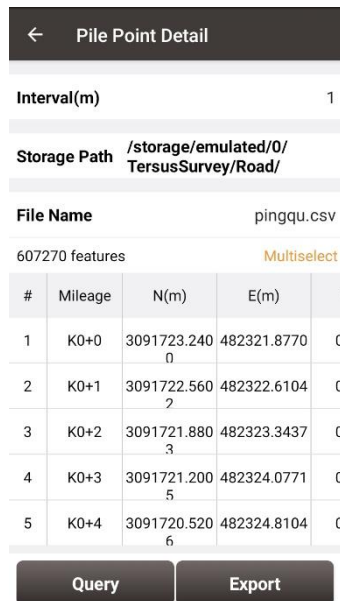 Pile Point Detail
Interval(m) 1
Storage Path /storage/emulated/0/
TersusSurvey/Road/
File Name pingqu.csv
607270 features Multiselect
# Mileage N(m) E(m)
1 K0+0 3091723.240 482321.8770
0
2 K0+1 3091722.560 482322.6104
2
3 K0+2 3091721.880 482323.3437
3
4 K0+3 3091721.200 482324.0771
5
5 K0+4 3091720.520 482324.8104
6
Query Export